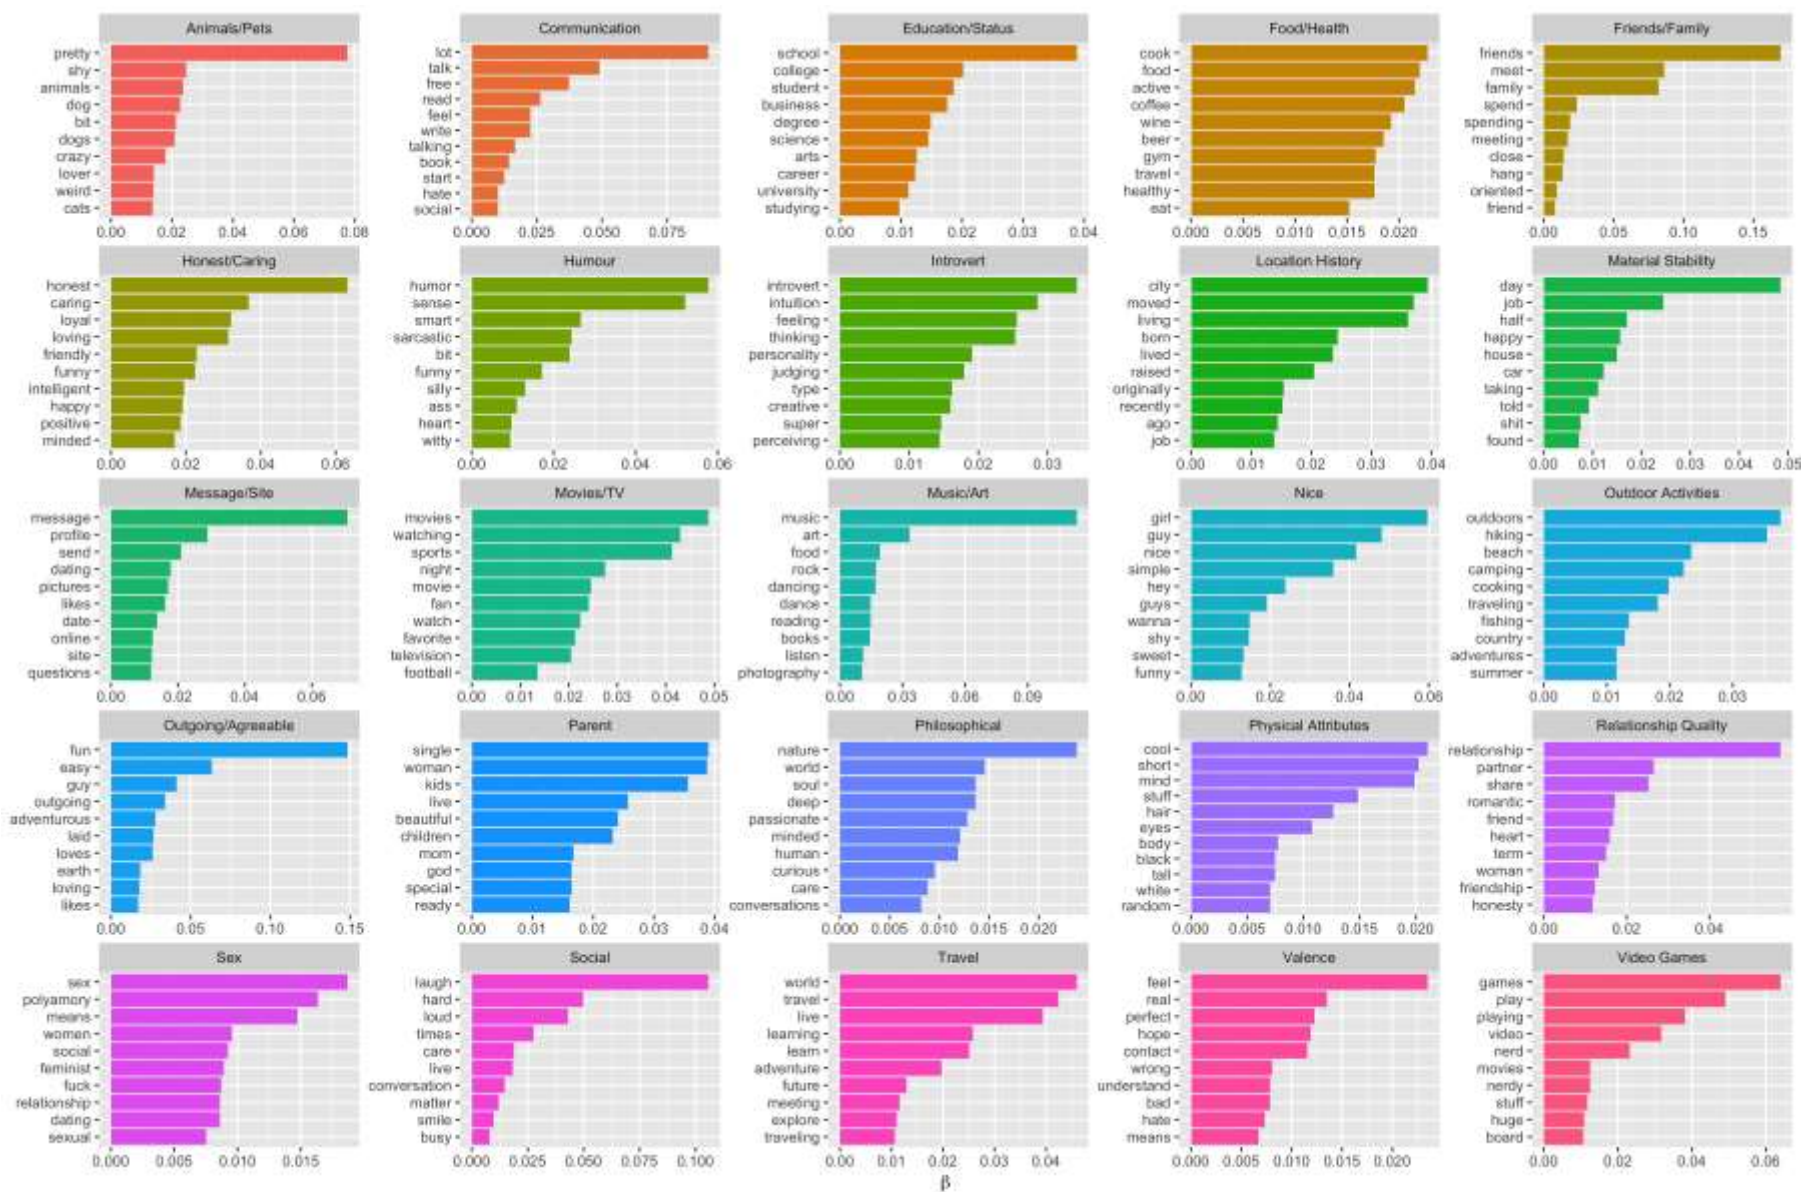 Animals/Pets
pretty
shy
animals
dog
bit
dogs
crazy
lover
weird
cats
0.00 0.02 0.04 0.06 0.08
Communication
lot
talk
free
read
feel
write
talking
book
start
hate
social
0.000 0.025 0.050 0.075
Education/Status
school
college
student
business
degree
science
arts
career
university
studying
0.00 0.01 0.02 0.03 0.04
Food/Health
cook
food
active
coffee
wine
beer
gym
travel
healthy
eat
0.000 0.005 0.010 0.015 0.020
Friends/Family
friends
meet
family
spend
spending
meeting
close
hang
oriented
friend
0.00 0.05 0.10 0.15
Honest/Caring
honest
caring
loyal
loving
friendly
funny
intelligent
happy
positive
minded
0.00 0.02 0.04 0.06
Humour
humor
sense
smart
sarcastic
bit
funny
silly
ass
heart
witty
0.00 0.02 0.04 0.06
Introvert
introvert
intuition
feeling
thinking
personality
judging
type
creative
super
perceiving
0.00 0.01 0.02 0.03
Location History
city
moved
living
born
lived
raised
originally
recently
ago
job
0.00 0.01 0.02 0.03 0.04
Material Stability
day
job
half
happy
house
car
taking
told
shit
found
0.00 0.01 0.02 0.03 0.04 0.05
Message/Site
message
profile
send
dating
pictures
likes
date
online
site
questions
0.00 0.02 0.04 0.06
Movies/TV
movies
watching
sports
night
movie
fan
watch
favorite
television
football
0.00 0.01 0.02 0.03 0.04 0.05
Music/Art
music
art
food
rock
dancing
dance
reading
books
listen
photography
0.00 0.03 0.06 0.09
Nice
girl
guy
nice
simple
hey
guys
wanna
shy
sweet
funny
0.00 0.02 0.04 0.06
Outdoor Activities
outdoors
hiking
beach
camping
cooking
traveling
fishing
country
adventures
summer
0.00 0.01 0.02 0.03
Outgoing/Agreeable
fun
easy
guy
outgoing
adventurous
laid
loves
earth
loving
likes
0.00 0.05 0.10 0.15
Parent
single
woman
kids
live
beautiful
children
mom
god
special
ready
0.00 0.01 0.02 0.03 0.04
Philosophical
nature
world
soul
deep
passionate
minded
human
curious
care
conversations
0.000 0.005 0.010 0.015 0.020
Physical Attributes
cool
short
mind
stuff
hair
eyes
body
black
tall
white
random
0.000 0.005 0.010 0.015 0.020
Relationship Quality
relationship
partner
share
romantic
friend
heart
term
woman
friendship
honesty
0.00 0.02 0.04
Sex
sex
polyamory
means
women
social
feminist
fuck
relationship
dating
sexual
0.000 0.005 0.010 0.015
Social
laugh
hard
loud
times
care
live
conversation
matter
smile
busy
0.000 0.025 0.050 0.075 0.100
Travel
world
travel
live
learning
learn
adventure
future
meeting
explore
traveling
0.00 0.01 0.02 0.03 0.04
Valence
feel
real
perfect
hope
contact
wrong
understand
bad
hate
means
0.000 0.005 0.010 0.015 0.020
Video Games
games
play
playing
video
nerd
movies
nerdy
stuff
huge
board
0.00 0.02 0.04 0.06
β